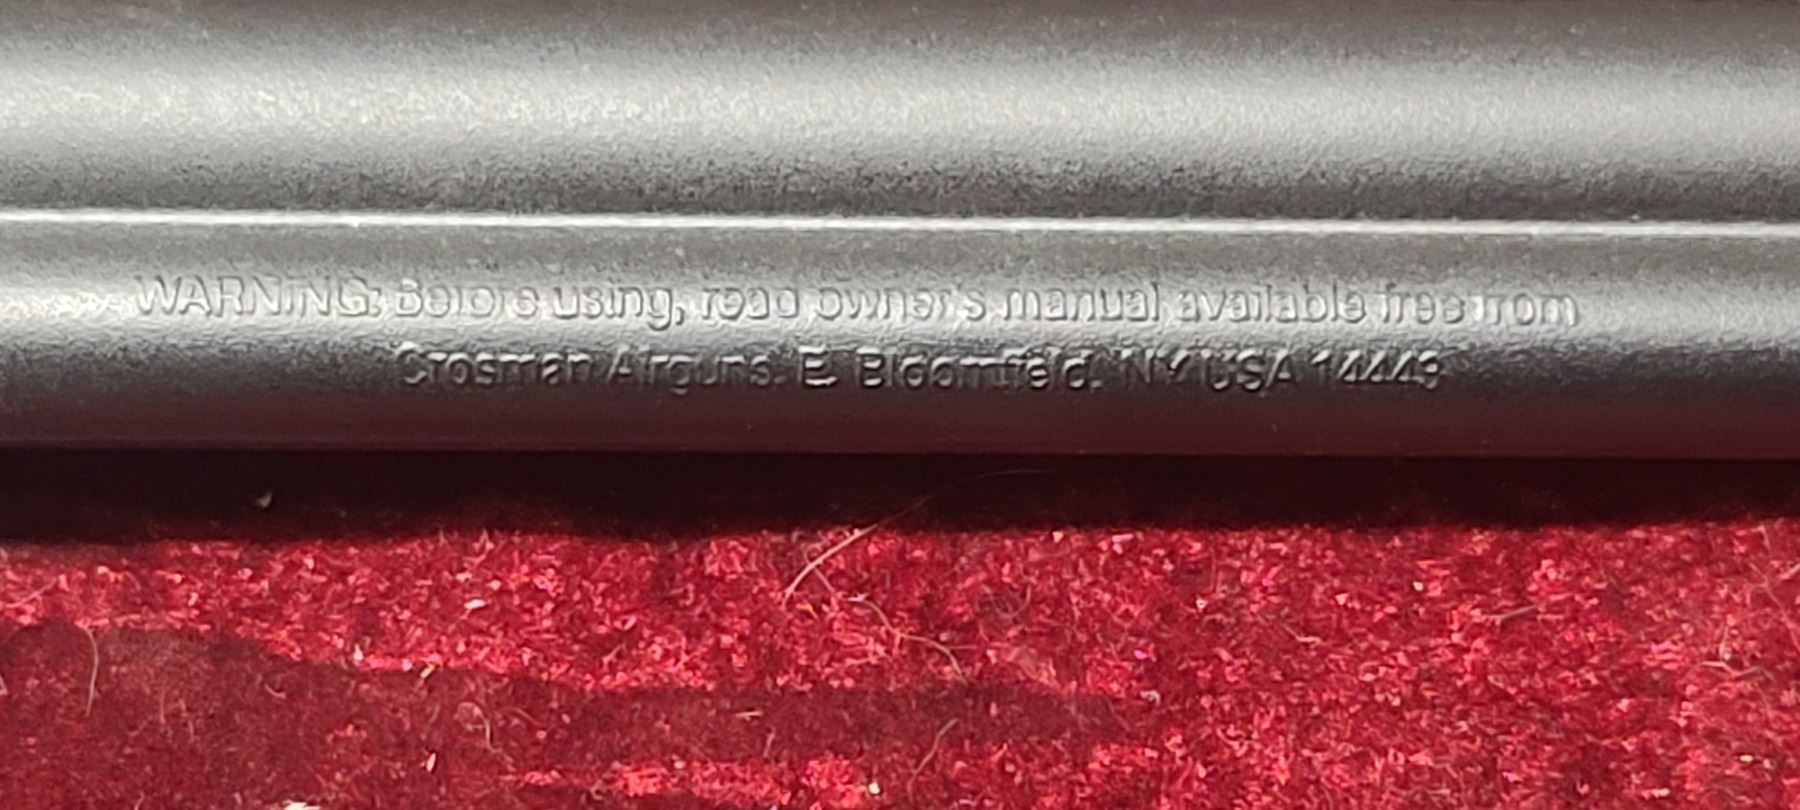 WARNING: Before using, read owner's manual available free from
Crosman Airguns. E. Bloomfield. NY USA 14443